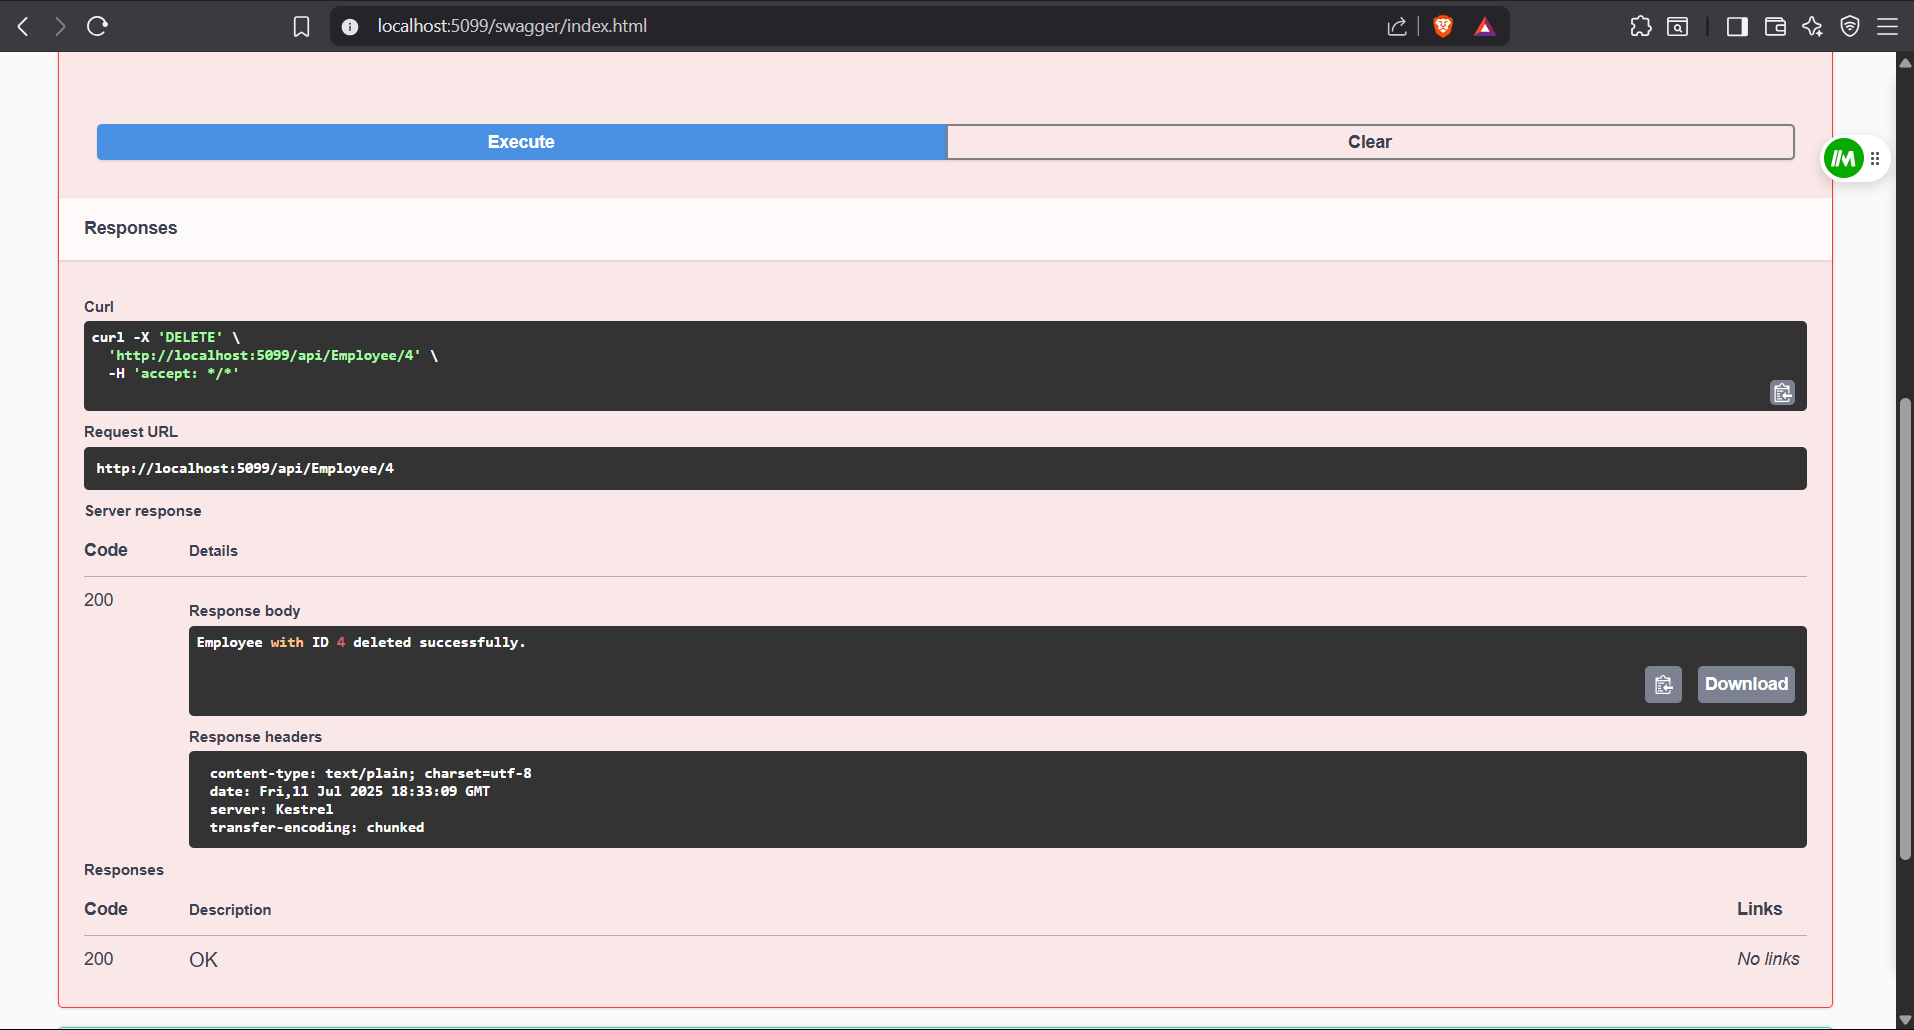 localhost:5099/swagger/index.html
Execute
Clear
Responses
Curl
curl -X 'DELETE' \
'http://localhost:5099/api/Employee/4' \
-H 'accept: */*'
Request URL
http://localhost:5099/api/Employee/4
Server response
Code
Details
200
Response body
Employee with ID 4 deleted successfully.
Download
Response headers
content-type: text/plain; charset=utf-8
date: Fri,11 Jul 2025 18:33:09 GMT
server: Kestrel
transfer-encoding: chunked
Responses
Code
Description
Links
200
OK
No links